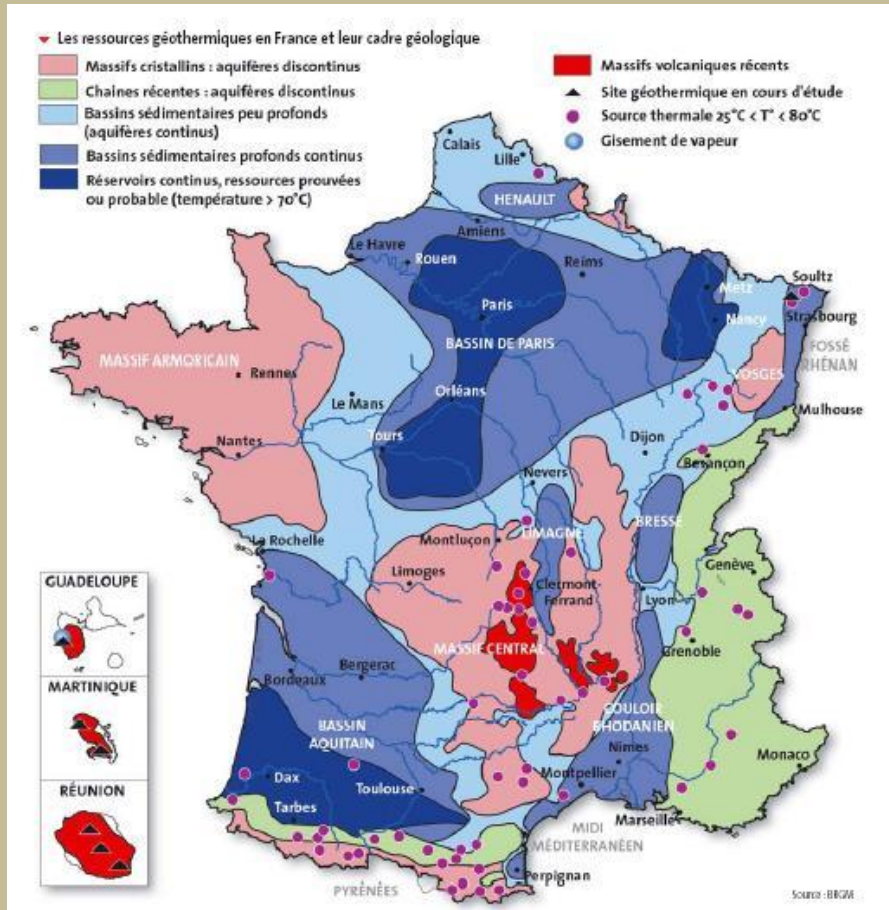 Les ressources géothermiques en France et leur cadre géologique
Massifs cristallins : aquifères discontinus
Chaines récentes : aquifères discontinus
Bassins sédimentaires peu profonds
(aquifères continus)
Bassins sédimentaires profonds continus
Réservoirs continus, ressources prouvées
ou probable (température > 70°C)
Massifs volcaniques récents
Site géothermique en cours d'étude
Source thermale 25°C < T° < 80°C
Gisement de vapeur
Calais
Lille
HENAULT
Amiens
Le Havre
Rouen
Reims
Metz
Soultz
Paris
Nancy
Strasbourg
BASSIN DE PARIS
FOSSÉ
RHÉNAN
MASSIF ARMORICAIN
Rennes
VOSGES
Orléans
Le Mans
Mulhouse
Nantes
Tours
Dijon
Besançon
Nevers
BRESSE
La Rochelle
Montluçon
LIMAGNE
Limoges
Clermont-
Ferrand
Genève
Lyon
MASSIF CENTRAL
Grenoble
Bergerac
Bordeaux
COULOIR
RHODANIEN
BASSIN
AQUITAIN
Nimes
Monaco
Dax
Toulouse
Montpellier
Tarbes
Marseille
MIDI
MÉDITERRANÉEN
Perpignan
PYRÉNÉES
GUADELOUPE
MARTINIQUE
RÉUNION
Source : BRGM